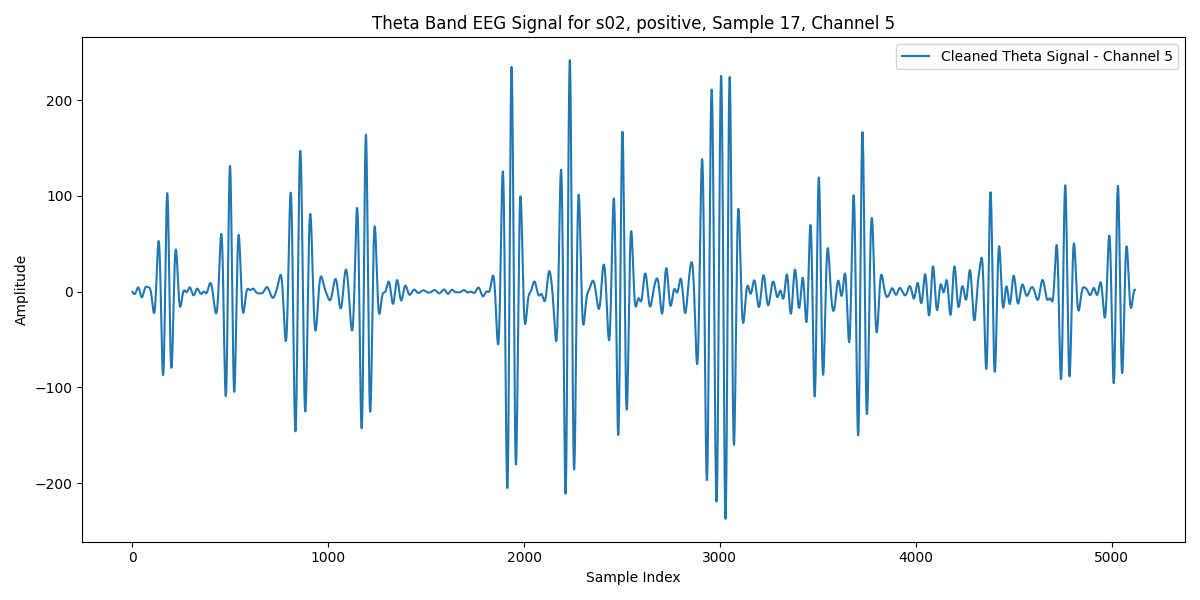 Theta Band EEG Signal for s02, positive, Sample 17, Channel 5
Cleaned Theta Signal - Channel 5
Amplitude
200
100
0
−100
−200
0 1000 2000 3000 4000 5000
Sample Index